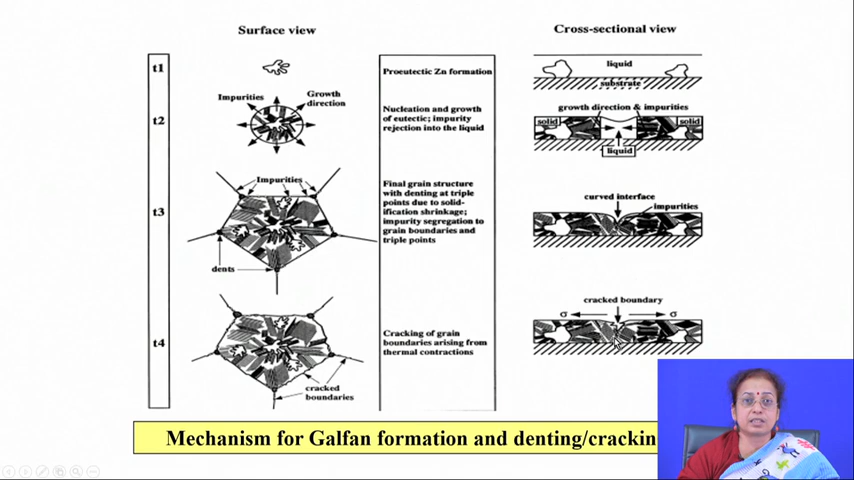 Surface view
Cross-sectional view
t1
Proeutectic Zn formation
liquid
substrate
t2
Impurities
Growth
direction
Nucleation and growth
of eutectic; impurity
rejection into the liquid
growth direction & impurities
solid
solid
liquid
t3
Impurities
dents
Final grain structure
with denting at triple
points due to solid-
ification shrinkage;
impurity segregation to
grain boundaries and
triple points
curved interface
impurities
t4
cracked
boundaries
Cracking of grain
boundaries arising from
thermal contractions
cracked boundary
σ
σ
Mechanism for Galfan formation and denting/crackin